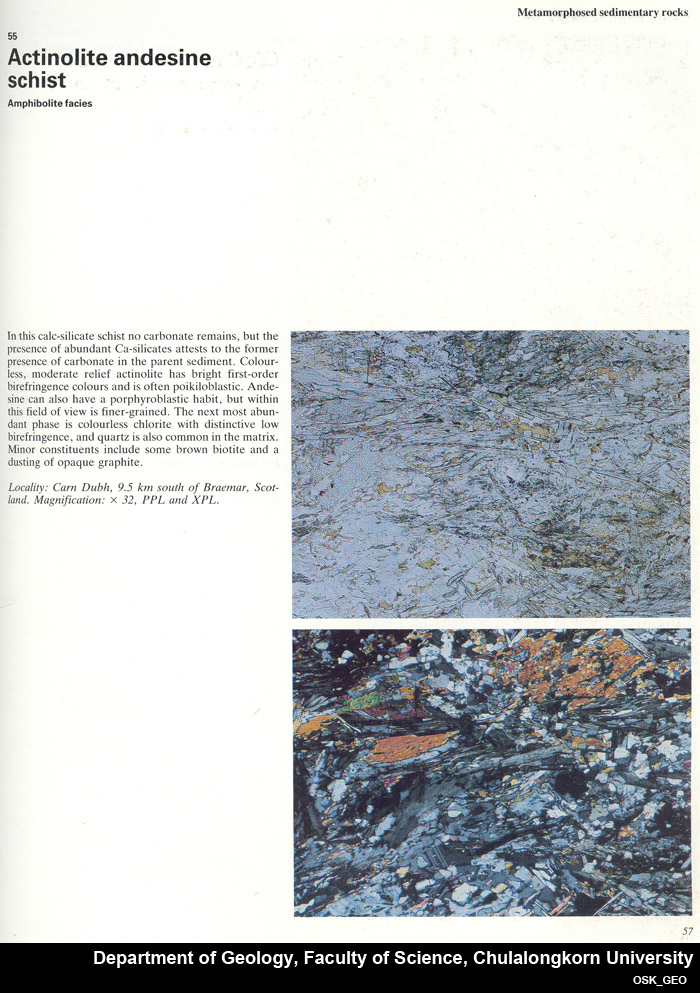 Metamorphosed sedimentary rocks
55
Actinolite andesine
schist
Amphibolite facies
In this calc-silicate schist no carbonate remains, but the
presence of abundant Ca-silicates attests to the former
presence of carbonate in the parent sediment. Colour-
less, moderate relief actinolite has bright first-order
birefringence colours and is often poikiloblastic. Ande-
sine can also have a porphyroblastic habit, but within
this field of view is finer-grained. The next most abun-
dant phase is colourless chlorite with distinctive low
birefringence, and quartz is also common in the matrix.
Minor constituents include some brown biotite and a
dusting of opaque graphite.
Locality: Carn Dubh, 9.5 km south of Braemar, Scot-
land. Magnification: × 32, PPL and XPL.
57
Department of Geology, Faculty of Science, Chulalongkorn University
OSK_GEO